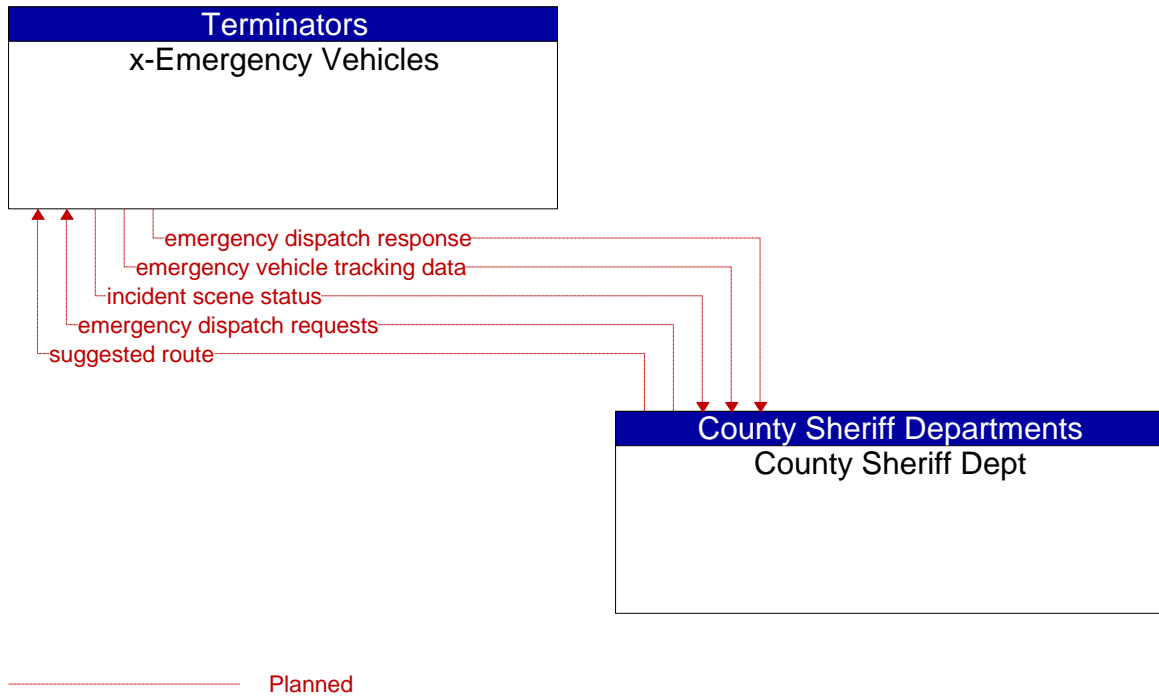 Terminators
x-Emergency Vehicles
emergency dispatch response
emergency vehicle tracking data
incident scene status
emergency dispatch requests
suggested route
County Sheriff Departments
County Sheriff Dept
Planned